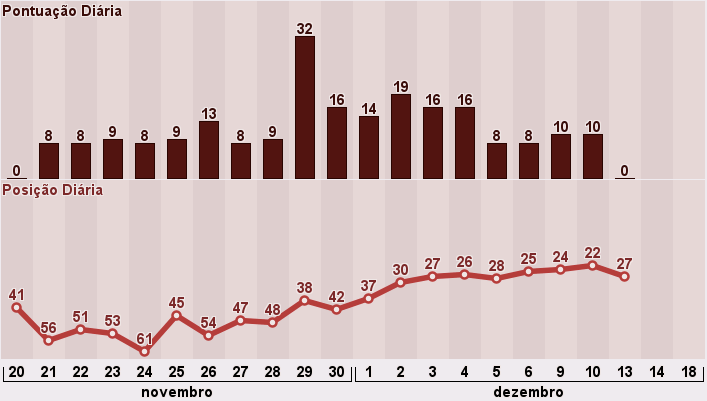 Pontuação Diária
0 8 8 9 8 9 13 8 9 32 16 14 19 16 16 8 8 10 10 0
Posição Diária
41 56 51 53 61 45 54 47 48 38 42 37 30 27 26 28 25 24 22 27
20 21 22 23 24 25 26 27 28 29 30 1 2 3 4 5 6 9 10 13 14 18
novembro dezembro